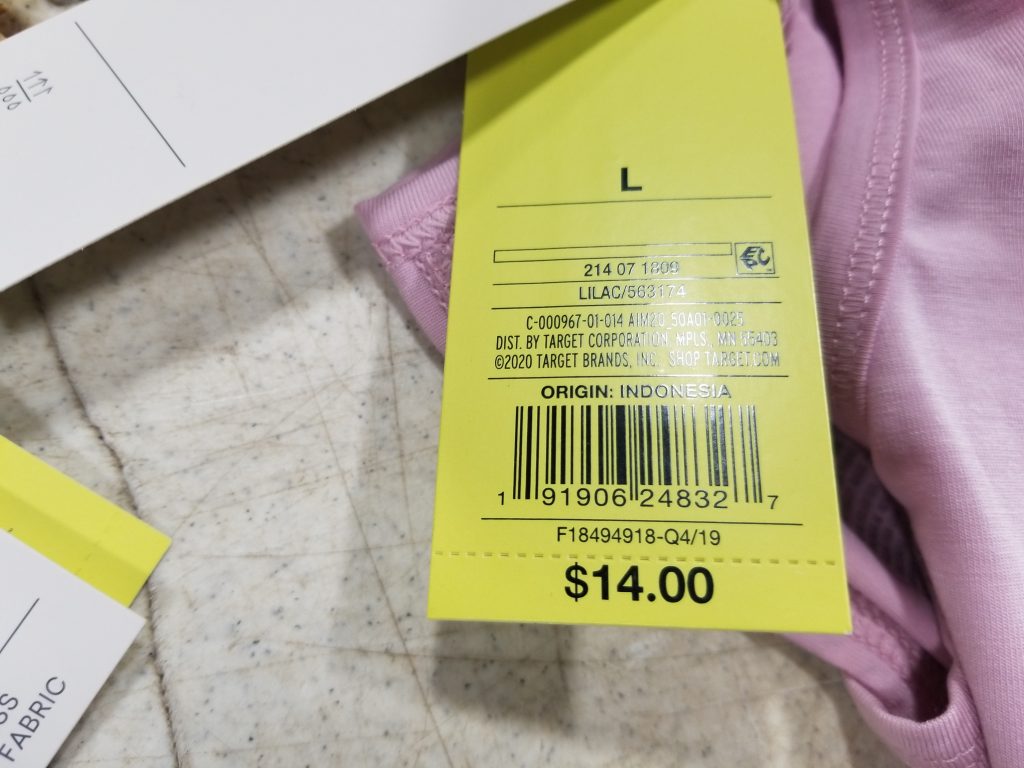 L
214 07 1809
LILAC/563174
C-000967-01-014 AIM20 50A01-0025
DIST. BY TARGET CORPORATION, MPLS., MN 55403
©2020 TARGET BRANDS, INC. SHOP TARGET.COM
ORIGIN: INDONESIA
1 91906 24832 7
F18494918-Q4/19
$14.00
FABRIC